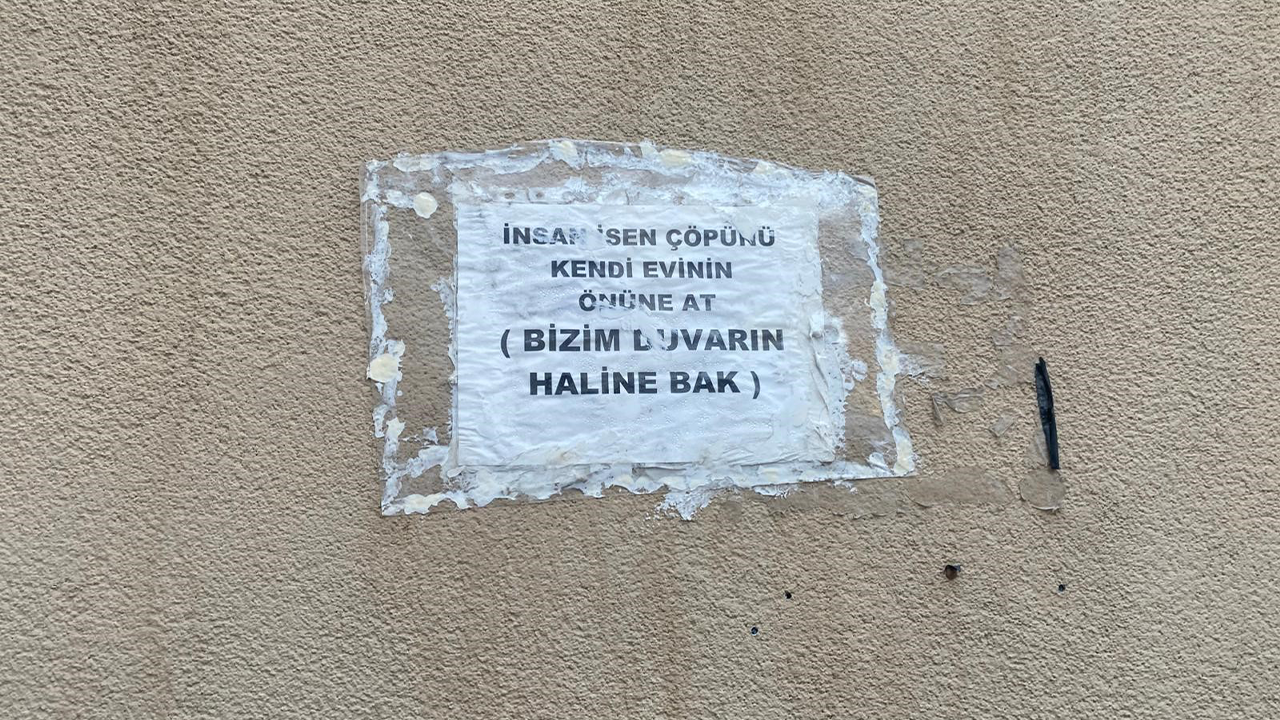 İNSAN İSEN ÇÖPÜNÜ
KENDİ EVİNİN
ÖNÜNE AT
( BİZİM DUVARIN
HALİNE BAK )